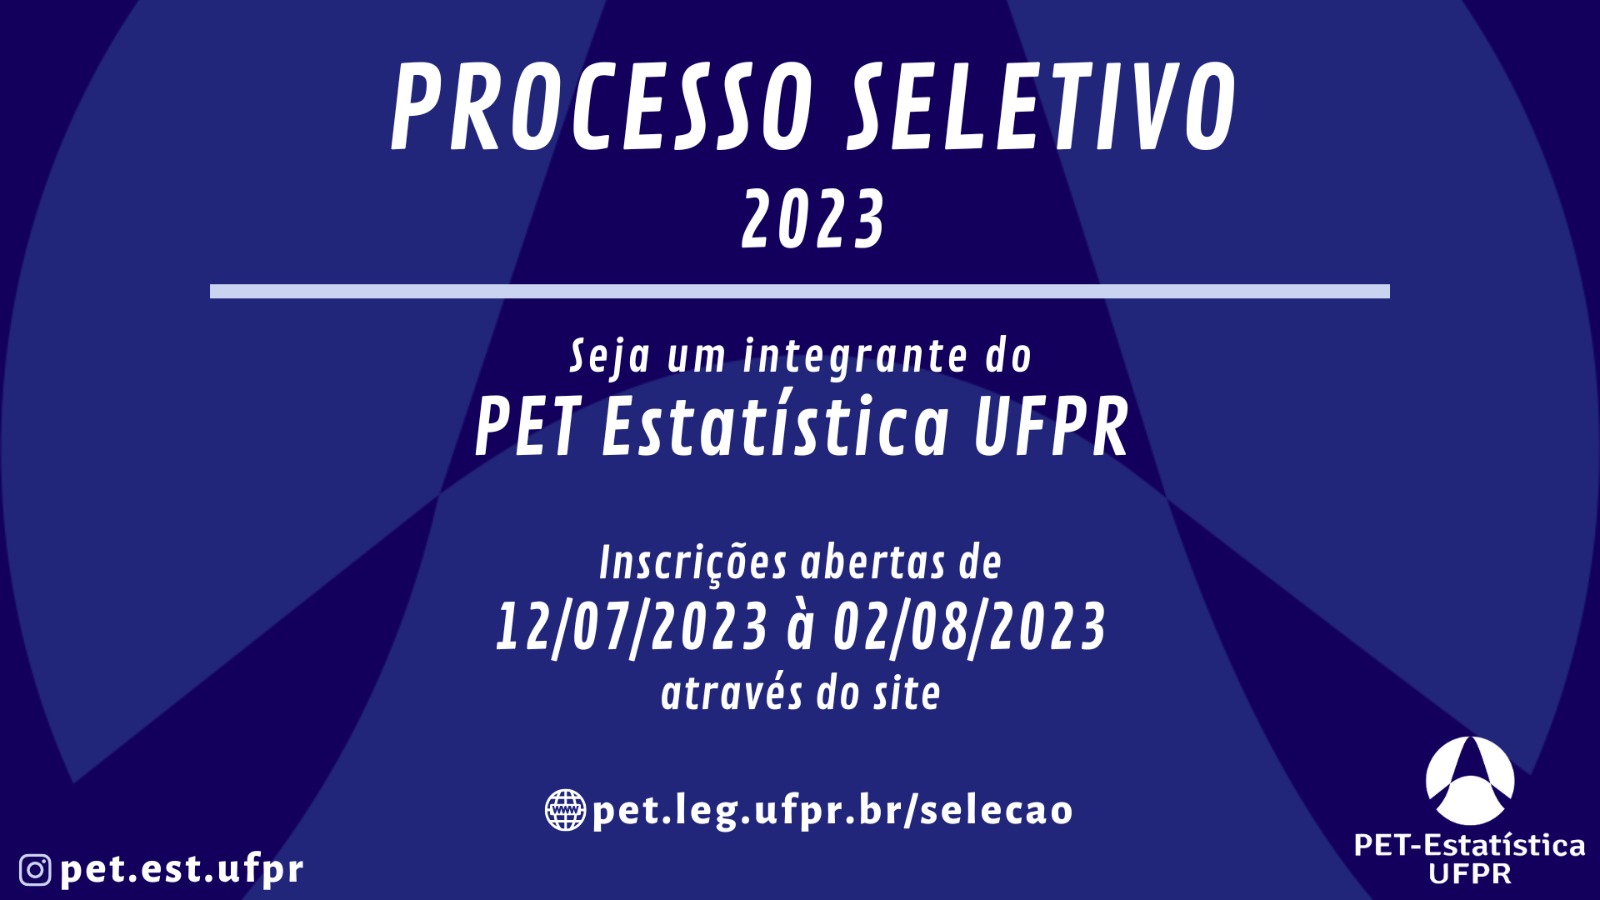 PROCESSO SELETIVO
2023
Seja um integrante do
PET Estatística UFPR
Inscrições abertas de
12/07/2023 à 02/08/2023
através do site
www pet.leg.ufpr.br/selecao
pet.est.ufpr
PET-Estatística
UFPR